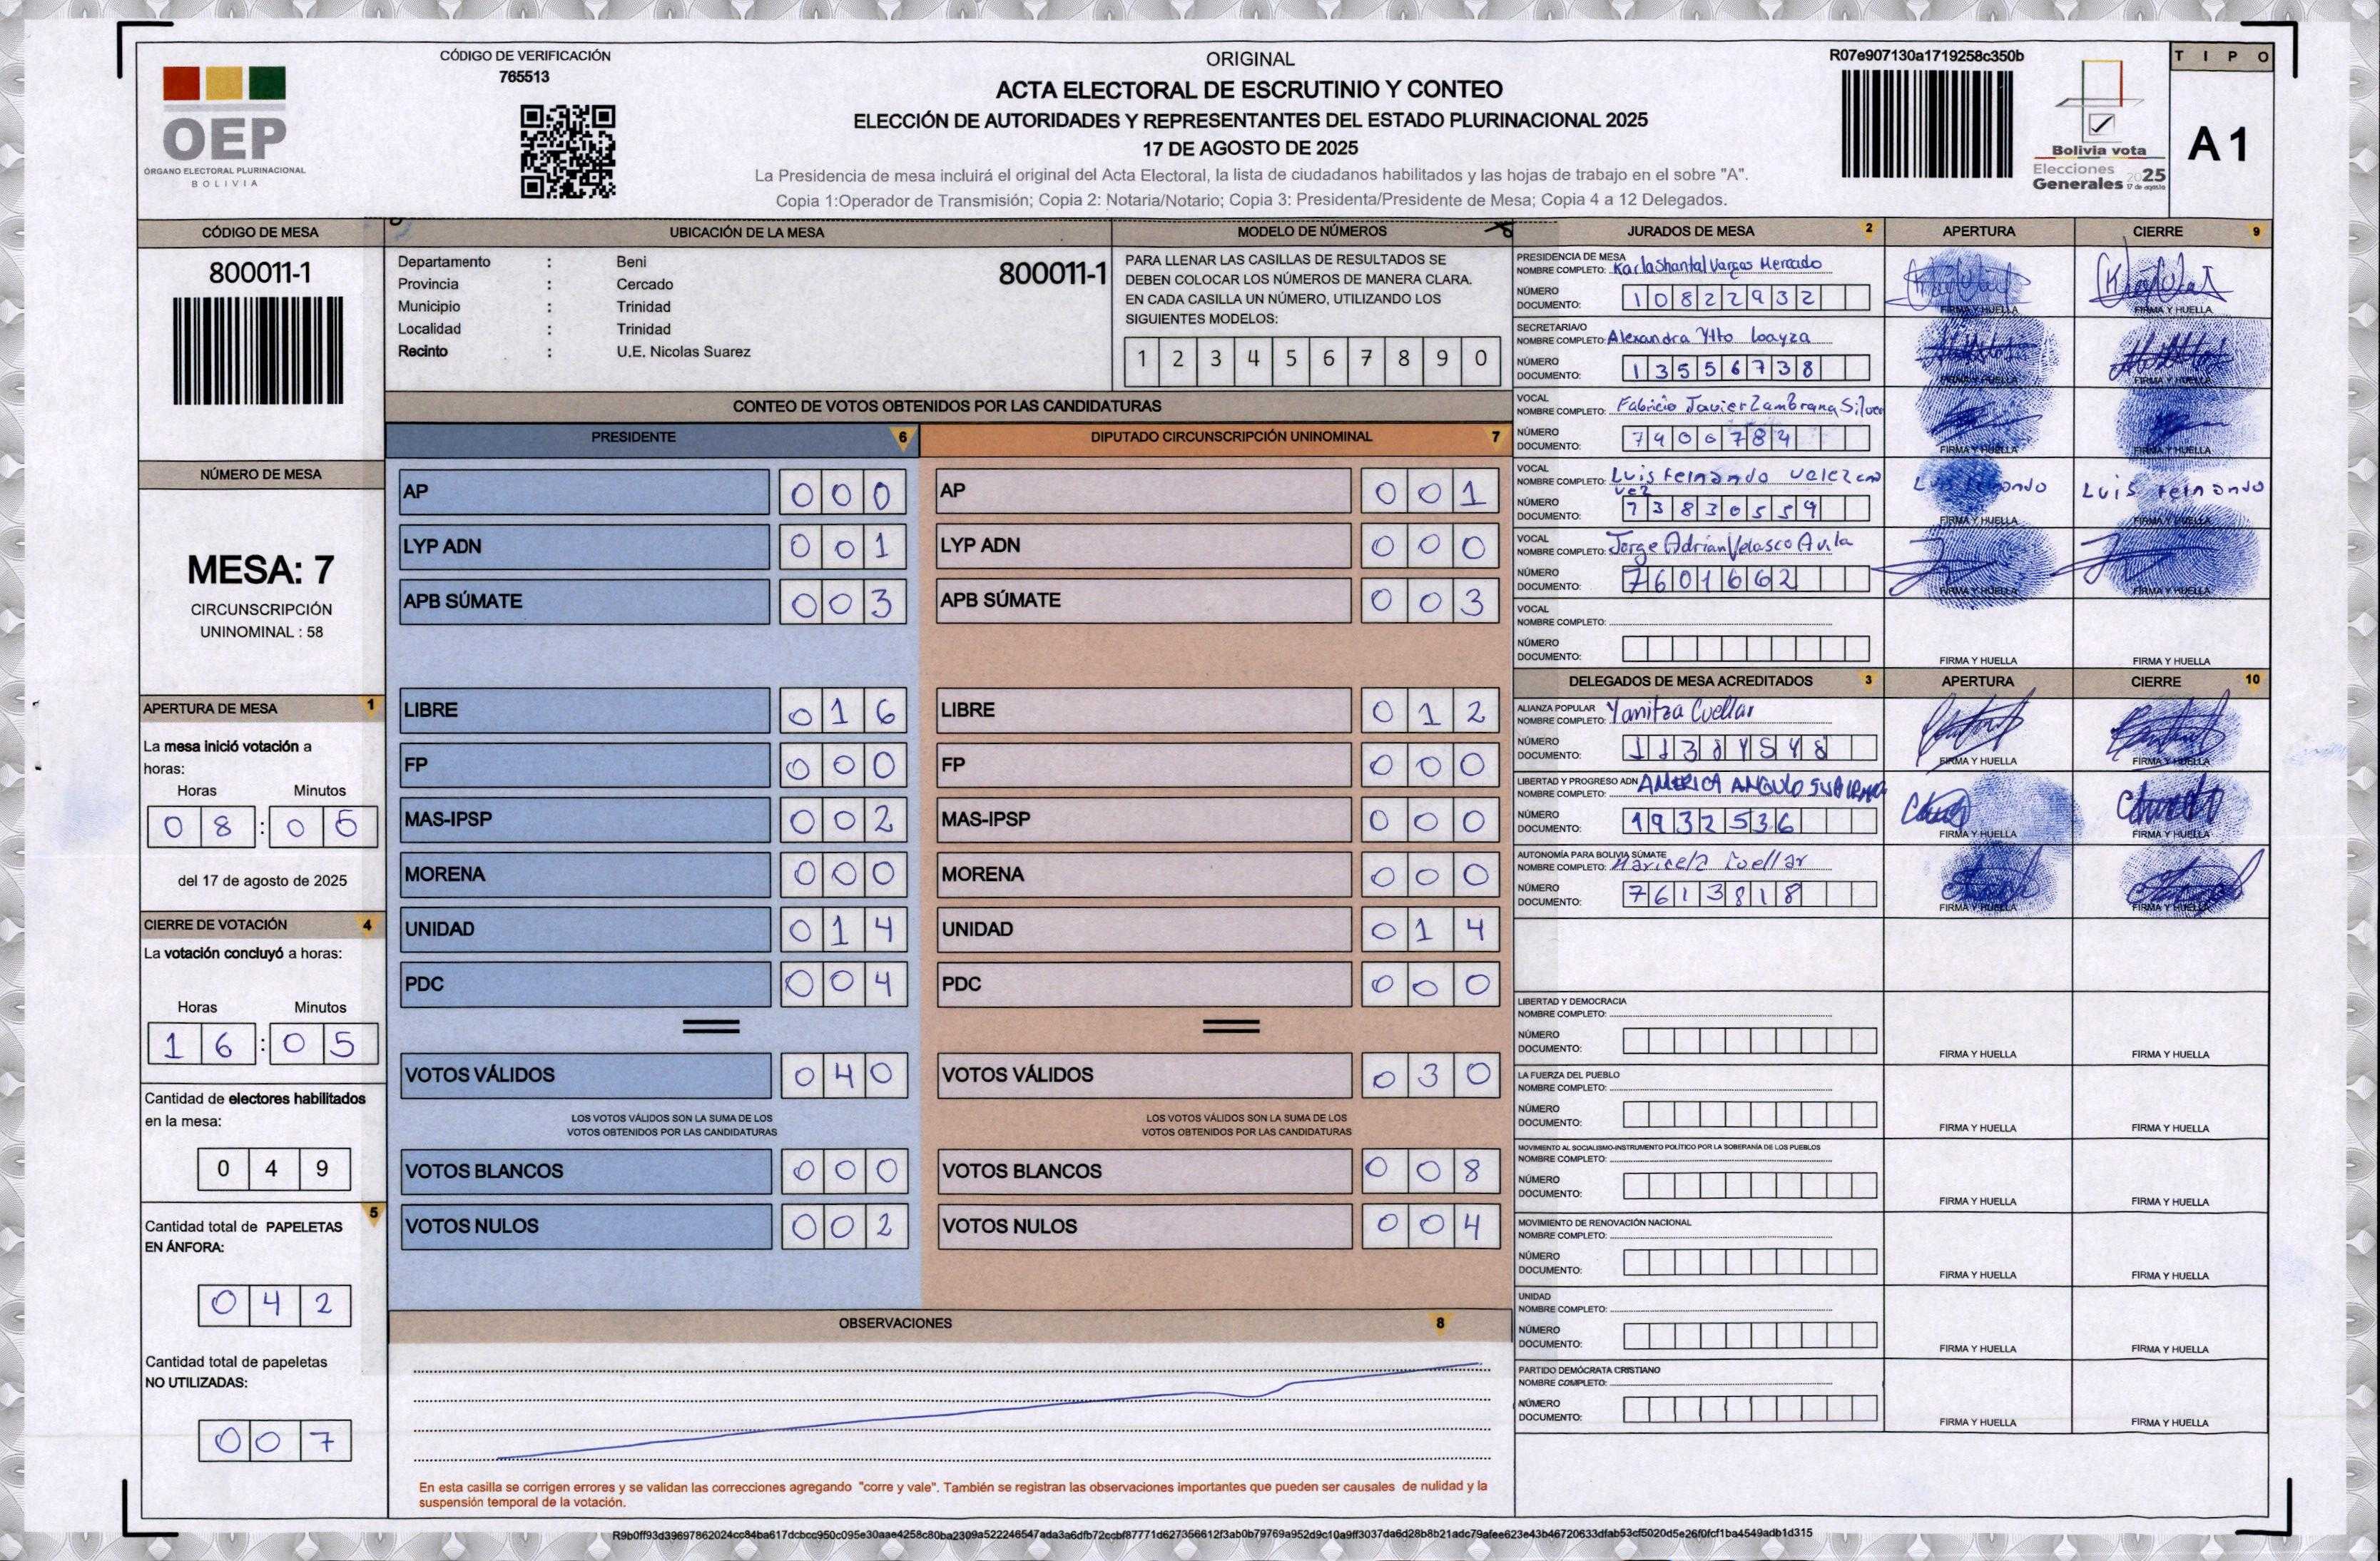 CÓDIGO DE VERIFICACIÓN
765513
OEP
ÓRGANO ELECTORAL PLURINACIONAL
BOLIVIA
ORIGINAL
ACTA ELECTORAL DE ESCRUTINIO Y CONTEO
ELECCIÓN DE AUTORIDADES Y REPRESENTANTES DEL ESTADO PLURINACIONAL 2025
17 DE AGOSTO DE 2025
La Presidencia de mesa incluirá el original del Acta Electoral, la lista de ciudadanos habilitados y las hojas de trabajo en el sobre "A".
Copia 1:Operador de Transmisión; Copia 2: Notaria/Notario; Copia 3: Presidenta/Presidente de Mesa; Copia 4 a 12 Delegados.
R07e907130a1719258c350b
Bolivia vota
Elecciones
Generales 2025
17 de agosto
TIPO
A 1
CÓDIGO DE MESA
800011-1
NÚMERO DE MESA
MESA: 7
CIRCUNSCRIPCIÓN
UNINOMINAL : 58
APERTURA DE MESA 1
La mesa inició votación a
horas:
Horas Minutos
08 : 05
del 17 de agosto de 2025
CIERRE DE VOTACIÓN 4
La votación concluyó a horas:
Horas Minutos
16 : 05
Cantidad de electores habilitados
en la mesa:
049
5
Cantidad total de PAPELETAS
EN ÁNFORA:
042
Cantidad total de papeletas
NO UTILIZADAS:
007
UBICACIÓN DE LA MESA
Departamento : Beni
Provincia : Cercado
Municipio : Trinidad
Localidad : Trinidad
Recinto : U.E. Nicolas Suarez
800011-1
MODELO DE NÚMEROS
PARA LLENAR LAS CASILLAS DE RESULTADOS SE
DEBEN COLOCAR LOS NÚMEROS DE MANERA CLARA.
EN CADA CASILLA UN NÚMERO, UTILIZANDO LOS
SIGUIENTES MODELOS:
1 2 3 4 5 6 7 8 9 0
CONTEO DE VOTOS OBTENIDOS POR LAS CANDIDATURAS
PRESIDENTE 6
AP 000
LYP ADN 001
APB SÚMATE 003
LIBRE 016
FP 000
MAS-IPSP 002
MORENA 000
UNIDAD 014
PDC 004
VOTOS VÁLIDOS 040
LOS VOTOS VÁLIDOS SON LA SUMA DE LOS
VOTOS OBTENIDOS POR LAS CANDIDATURAS
VOTOS BLANCOS 000
VOTOS NULOS 002
DIPUTADO CIRCUNSCRIPCIÓN UNINOMINAL 7
AP 001
LYP ADN 000
APB SÚMATE 003
LIBRE 012
FP 000
MAS-IPSP 000
MORENA 000
UNIDAD 014
PDC 000
VOTOS VÁLIDOS 030
LOS VOTOS VÁLIDOS SON LA SUMA DE LOS
VOTOS OBTENIDOS POR LAS CANDIDATURAS
VOTOS BLANCOS 008
VOTOS NULOS 004
OBSERVACIONES 8
En esta casilla se corrigen errores y se validan las correcciones agregando "corre y vale". También se registran las observaciones importantes que pueden ser causales de nulidad y la
suspensión temporal de la votación.
JURADOS DE MESA 2 APERTURA CIERRE 9
PRESIDENCIA DE MESA
NOMBRE COMPLETO: Karla Shantal Vargas Mercado
NÚMERO
DOCUMENTO: 10822932
FIRMA Y HUELLA FIRMA Y HUELLA
SECRETARIA/O
NOMBRE COMPLETO: Alexandra Loayza
NÚMERO
DOCUMENTO: 13556738
FIRMA Y HUELLA FIRMA Y HUELLA
VOCAL
NOMBRE COMPLETO: Fabricio Javier Zambrana
NÚMERO
DOCUMENTO: 7400784
FIRMA Y HUELLA FIRMA Y HUELLA
VOCAL
NOMBRE COMPLETO: Luis Fernando
NÚMERO
DOCUMENTO: 73830559
Luis Fernando
FIRMA Y HUELLA FIRMA Y HUELLA
VOCAL
NOMBRE COMPLETO: Jorge Adrian Velasco Avila
NÚMERO
DOCUMENTO: 7601662
FIRMA Y HUELLA FIRMA Y HUELLA
VOCAL
NOMBRE COMPLETO:
NÚMERO
DOCUMENTO:
FIRMA Y HUELLA FIRMA Y HUELLA
DELEGADOS DE MESA ACREDITADOS 3 APERTURA CIERRE 10
ALIANZA POPULAR
NOMBRE COMPLETO: Yanitza Cuellar
NÚMERO
DOCUMENTO:
FIRMA Y HUELLA FIRMA Y HUELLA
LIBERTAD Y PROGRESO ADN
NOMBRE COMPLETO: AMERICA ANGULO
NÚMERO
DOCUMENTO: 1932536
FIRMA Y HUELLA FIRMA Y HUELLA
AUTONOMÍA PARA BOLIVIA SÚMATE
NOMBRE COMPLETO: Maricela Cuellar
NÚMERO
DOCUMENTO: 7613818
FIRMA Y HUELLA FIRMA Y HUELLA
LIBERTAD Y DEMOCRACIA
NOMBRE COMPLETO:
NÚMERO
DOCUMENTO:
FIRMA Y HUELLA FIRMA Y HUELLA
LA FUERZA DEL PUEBLO
NOMBRE COMPLETO:
NÚMERO
DOCUMENTO:
FIRMA Y HUELLA FIRMA Y HUELLA
MOVIMIENTO AL SOCIALISMO-INSTRUMENTO POLÍTICO POR LA SOBERANÍA DE LOS PUEBLOS
NOMBRE COMPLETO:
NÚMERO
DOCUMENTO:
FIRMA Y HUELLA FIRMA Y HUELLA
MOVIMIENTO DE RENOVACIÓN NACIONAL
NOMBRE COMPLETO:
NÚMERO
DOCUMENTO:
FIRMA Y HUELLA FIRMA Y HUELLA
UNIDAD
NOMBRE COMPLETO:
NÚMERO
DOCUMENTO:
FIRMA Y HUELLA FIRMA Y HUELLA
PARTIDO DEMÓCRATA CRISTIANO
NOMBRE COMPLETO:
NÚMERO
DOCUMENTO:
FIRMA Y HUELLA FIRMA Y HUELLA